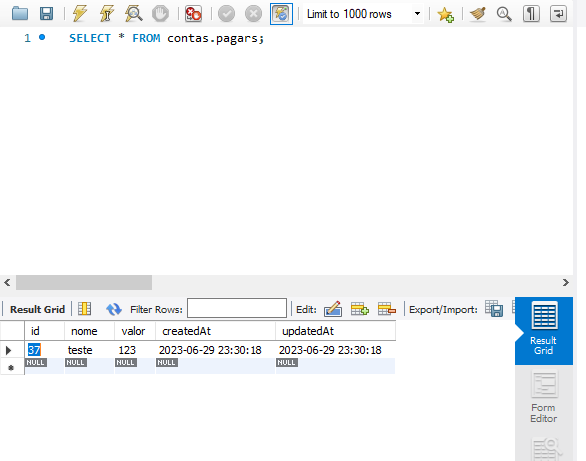 Limit to 1000 rows
1 SELECT * FROM contas.pagars;
Result Grid Filter Rows: Edit: Export/Import:
id nome valor createdAt updatedAt
37 teste 123 2023-06-29 23:30:18 2023-06-29 23:30:18
NULL NULL NULL NULL NULL
Result
Grid
Form
Editor